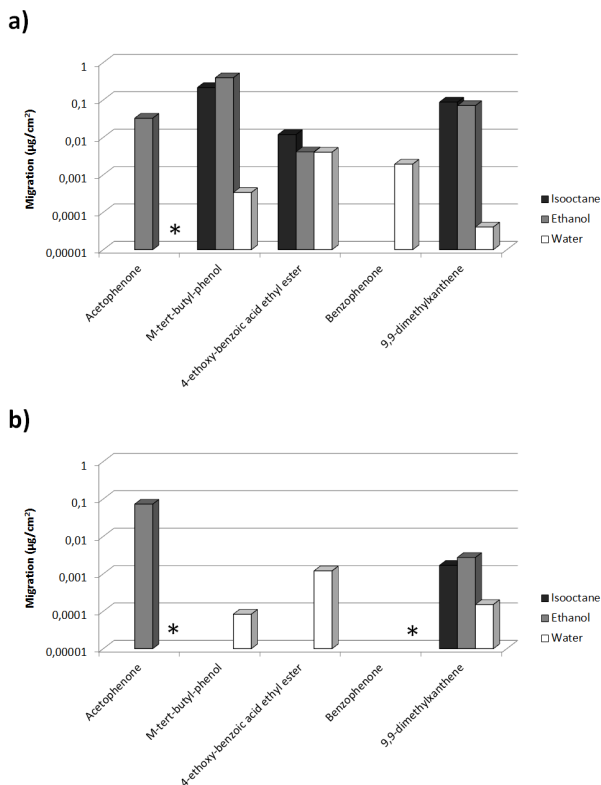 a)
Migration (µg/cm²)
1
0,1
0,01
0,001
0,0001
0,00001
*
Acetophenone
M-tert-butyl-phenol
4-ethoxy-benzoic acid ethyl ester
Benzophenone
9,9-dimethylxanthene
Isooctane
Ethanol
Water
b)
Migration (µg/cm²)
1
0,1
0,01
0,001
0,0001
0,00001
*
*
Acetophenone
M-tert-butyl-phenol
4-ethoxy-benzoic acid ethyl ester
Benzophenone
9,9-dimethylxanthene
Isooctane
Ethanol
Water